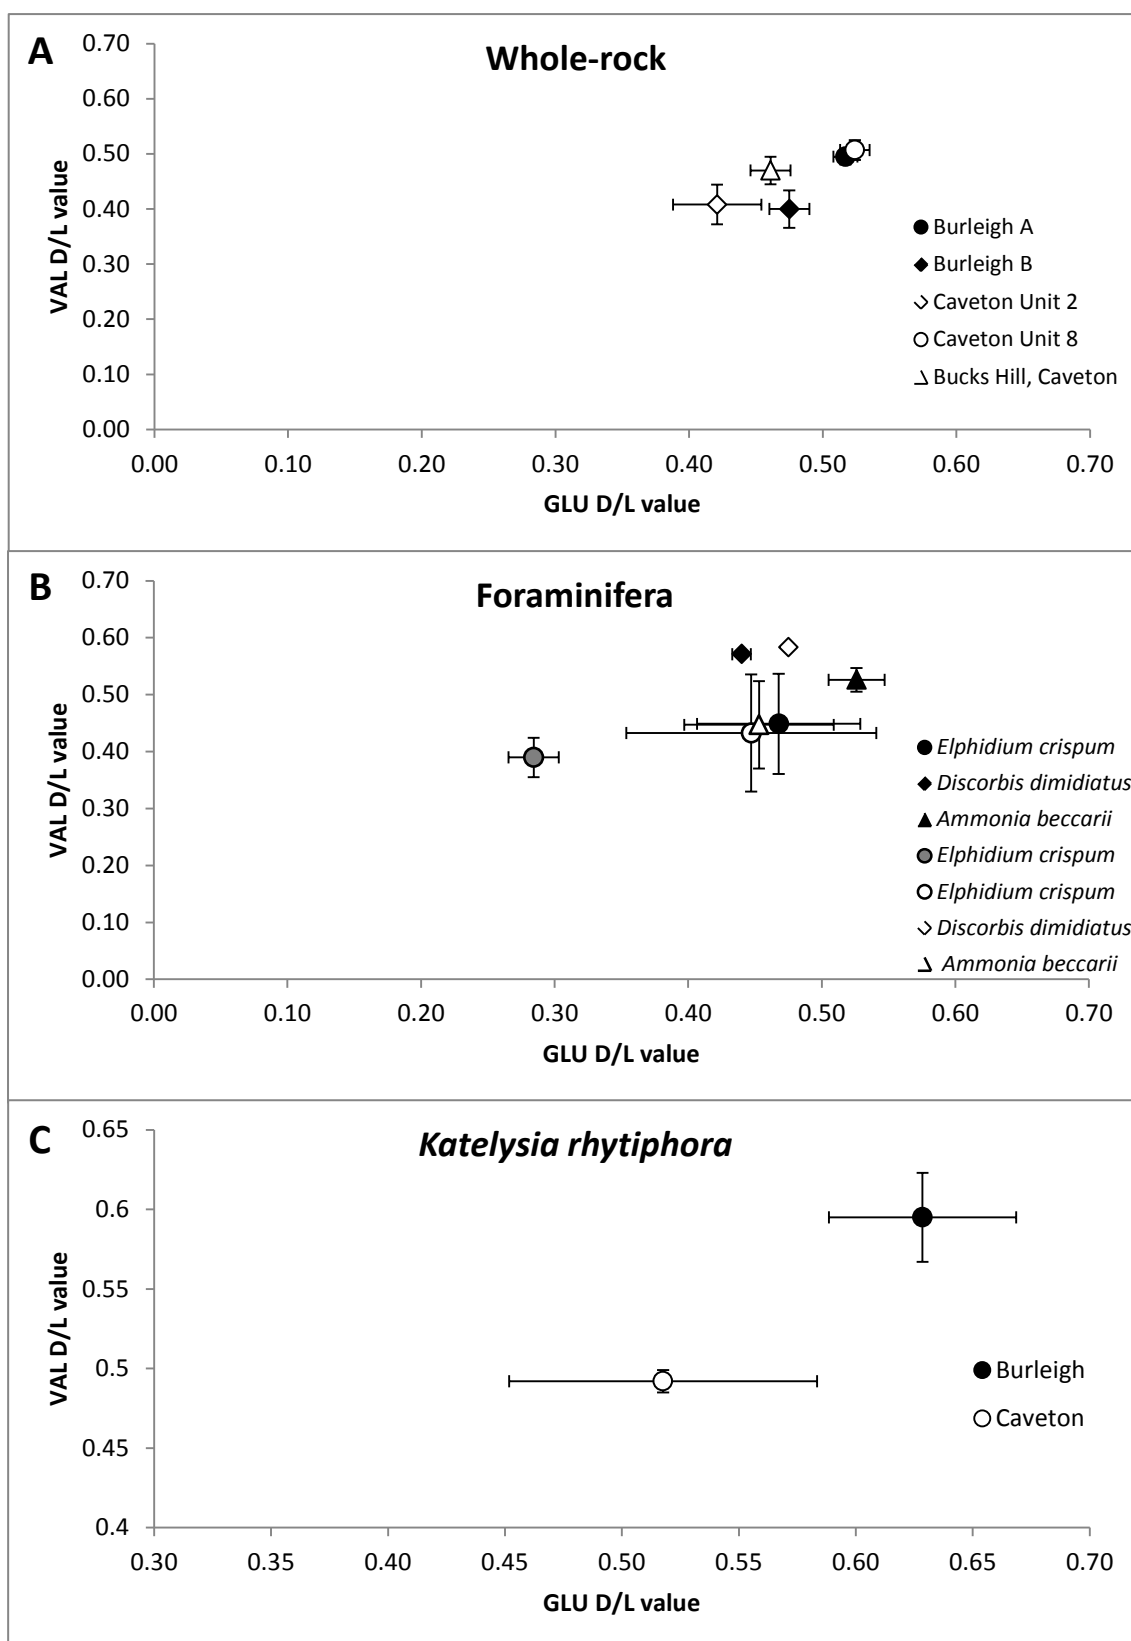 A
Whole-rock
0.70
0.60
0.50
0.40
0.30
0.20
0.10
0.00
VAL D/L value
Burleigh A
Burleigh B
Caveton Unit 2
Caveton Unit 8
Bucks Hill, Caveton
0.00 0.10 0.20 0.30 0.40 0.50 0.60 0.70
GLU D/L value
B
Foraminifera
0.70
0.60
0.50
0.40
0.30
0.20
0.10
0.00
VAL D/L value
Elphidium crispum
Discorbis dimidiatus
Ammonia beccarii
Elphidium crispum
Elphidium crispum
Discorbis dimidiatus
Ammonia beccarii
0.00 0.10 0.20 0.30 0.40 0.50 0.60 0.70
GLU D/L value
C
Katelysia rhytiphora
0.65
0.6
0.55
0.5
0.45
0.4
VAL D/L value
Burleigh
Caveton
0.30 0.35 0.40 0.45 0.50 0.55 0.60 0.65 0.70
GLU D/L value